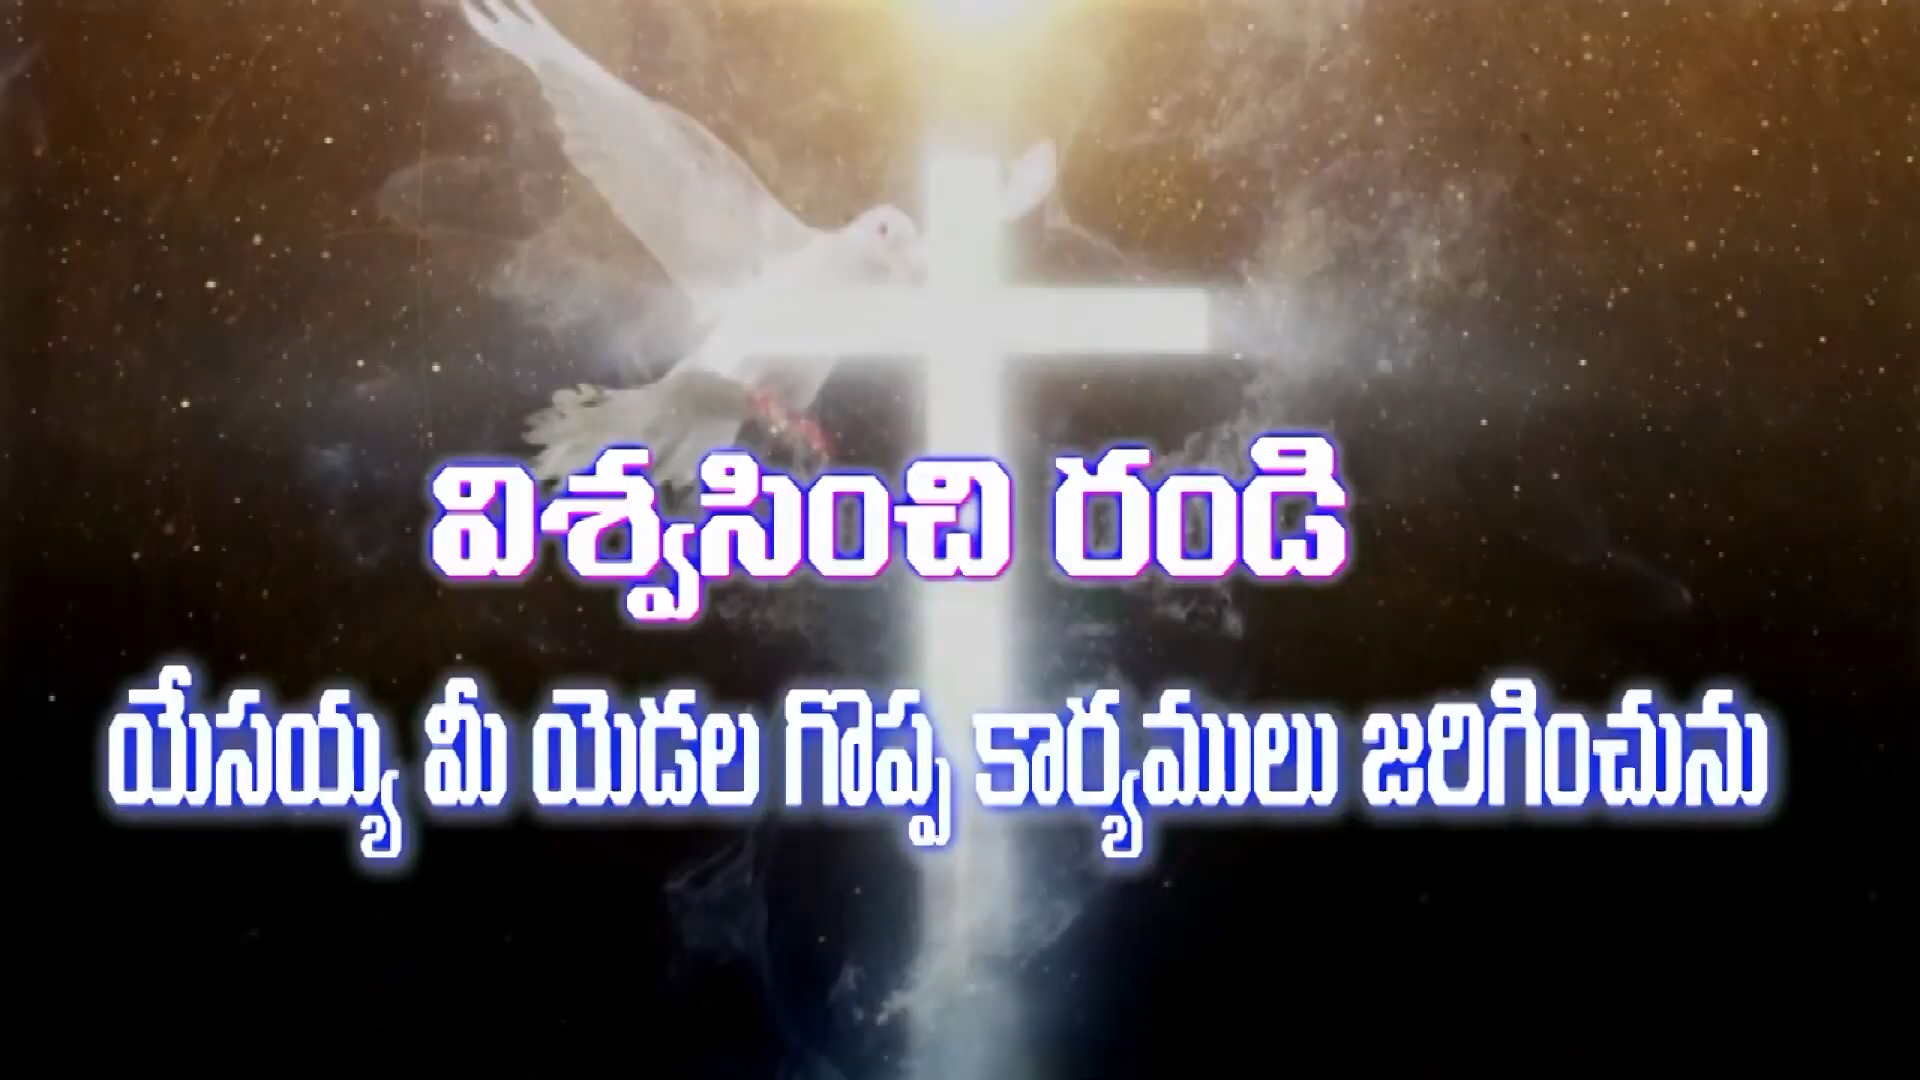 విశ్వసించి రండి
యేసయ్య మీ యెడల గొప్ప కార్యములు జరిగించును